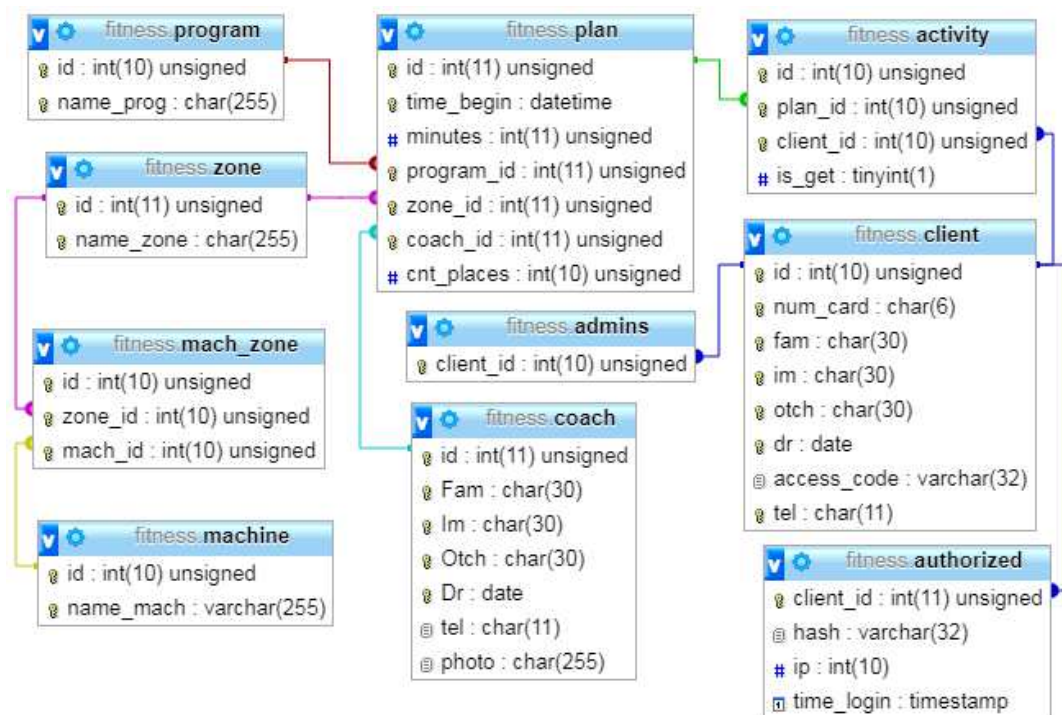 fitness.program
id : int(10) unsigned
name_prog : char(255)
fitness.zone
id : int(11) unsigned
name_zone : char(255)
fitness.mach_zone
id : int(10) unsigned
zone_id : int(10) unsigned
mach_id : int(10) unsigned
fitness.machine
id : int(10) unsigned
name_mach : varchar(255)
fitness.plan
id : int(11) unsigned
time_begin : datetime
# minutes : int(11) unsigned
program_id : int(11) unsigned
zone_id : int(11) unsigned
coach_id : int(11) unsigned
# cnt_places : int(10) unsigned
fitness.admins
client_id : int(10) unsigned
fitness.coach
id : int(11) unsigned
Fam : char(30)
Im : char(30)
Otch : char(30)
Dr : date
tel : char(11)
photo : char(255)
fitness.activity
id : int(10) unsigned
plan_id : int(10) unsigned
client_id : int(10) unsigned
# is_get : tinyint(1)
fitness.client
id : int(10) unsigned
num_card : char(6)
fam : char(30)
im : char(30)
otch : char(30)
dr : date
access_code : varchar(32)
tel : char(11)
fitness.authorized
client_id : int(11) unsigned
hash : varchar(32)
# ip : int(10)
time_login : timestamp